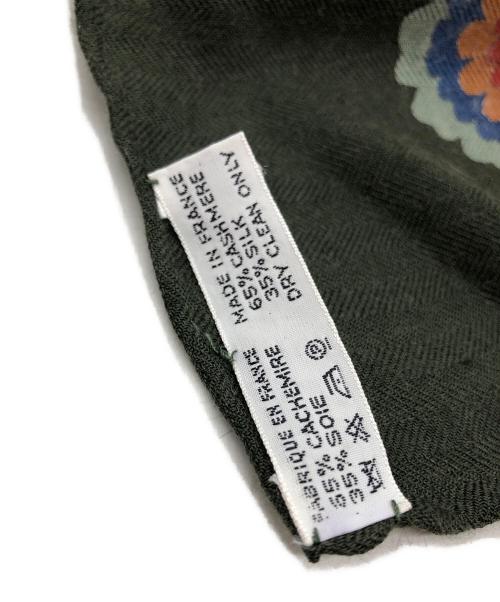 MADE IN FRANCE
65% CASHMERE
35% SILK
DRY CLEAN ONLY
FABRIQUE EN FRANCE
65% CACHEMIRE
35% SOIE
P